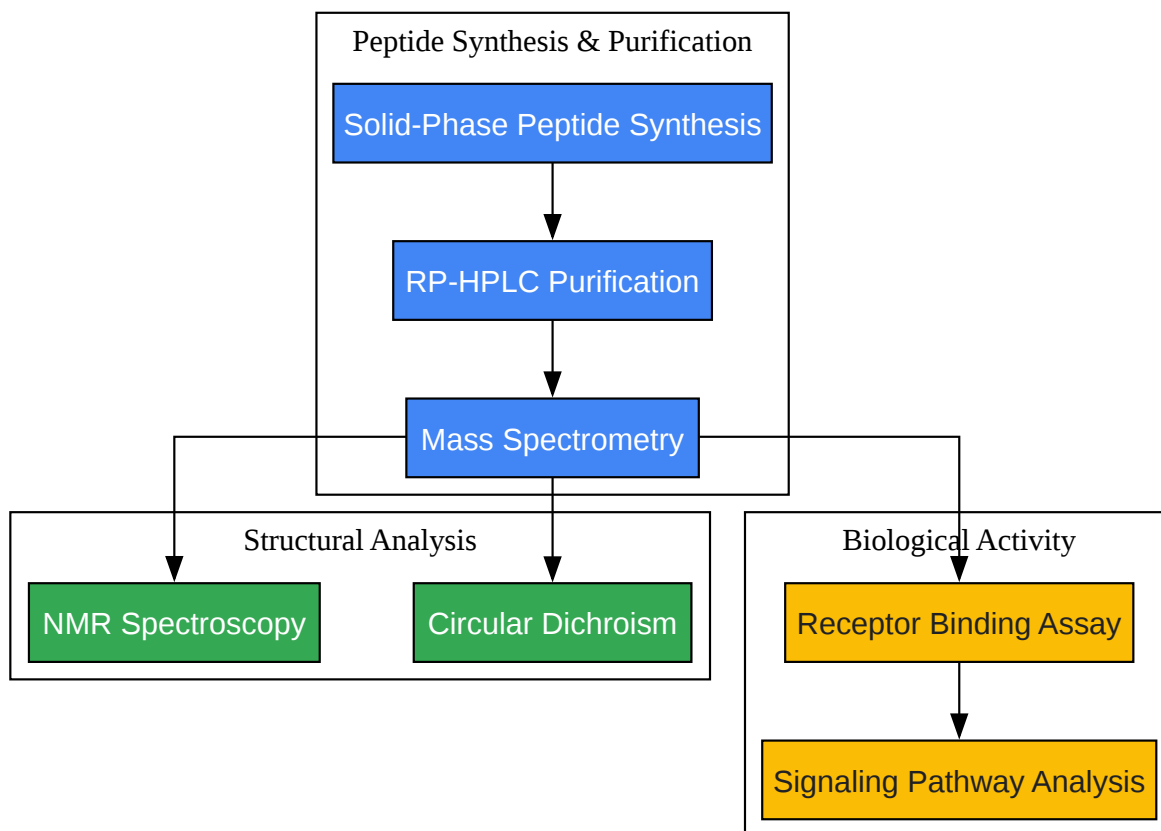 Peptide Synthesis & Purification
Solid-Phase Peptide Synthesis
RP-HPLC Purification
Mass Spectrometry
Structural Analysis
NMR Spectroscopy
Circular Dichroism
Biological Activity
Receptor Binding Assay
Signaling Pathway Analysis